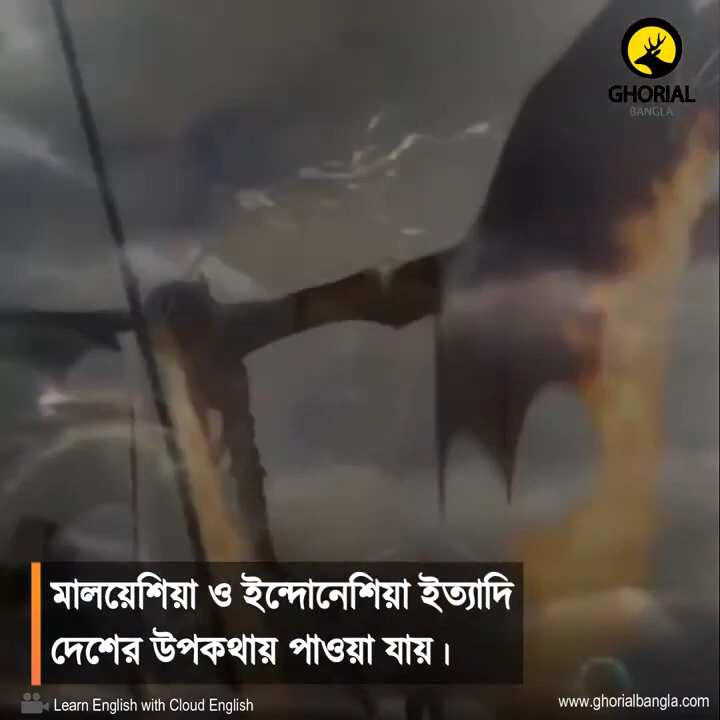 GHORIAL
BANGLA
মালয়েশিয়া ও ইন্দোনেশিয়া ইত্যাদি
দেশের উপকথায় পাওয়া যায়।
Learn English with Cloud English
www.ghorialbangla.com